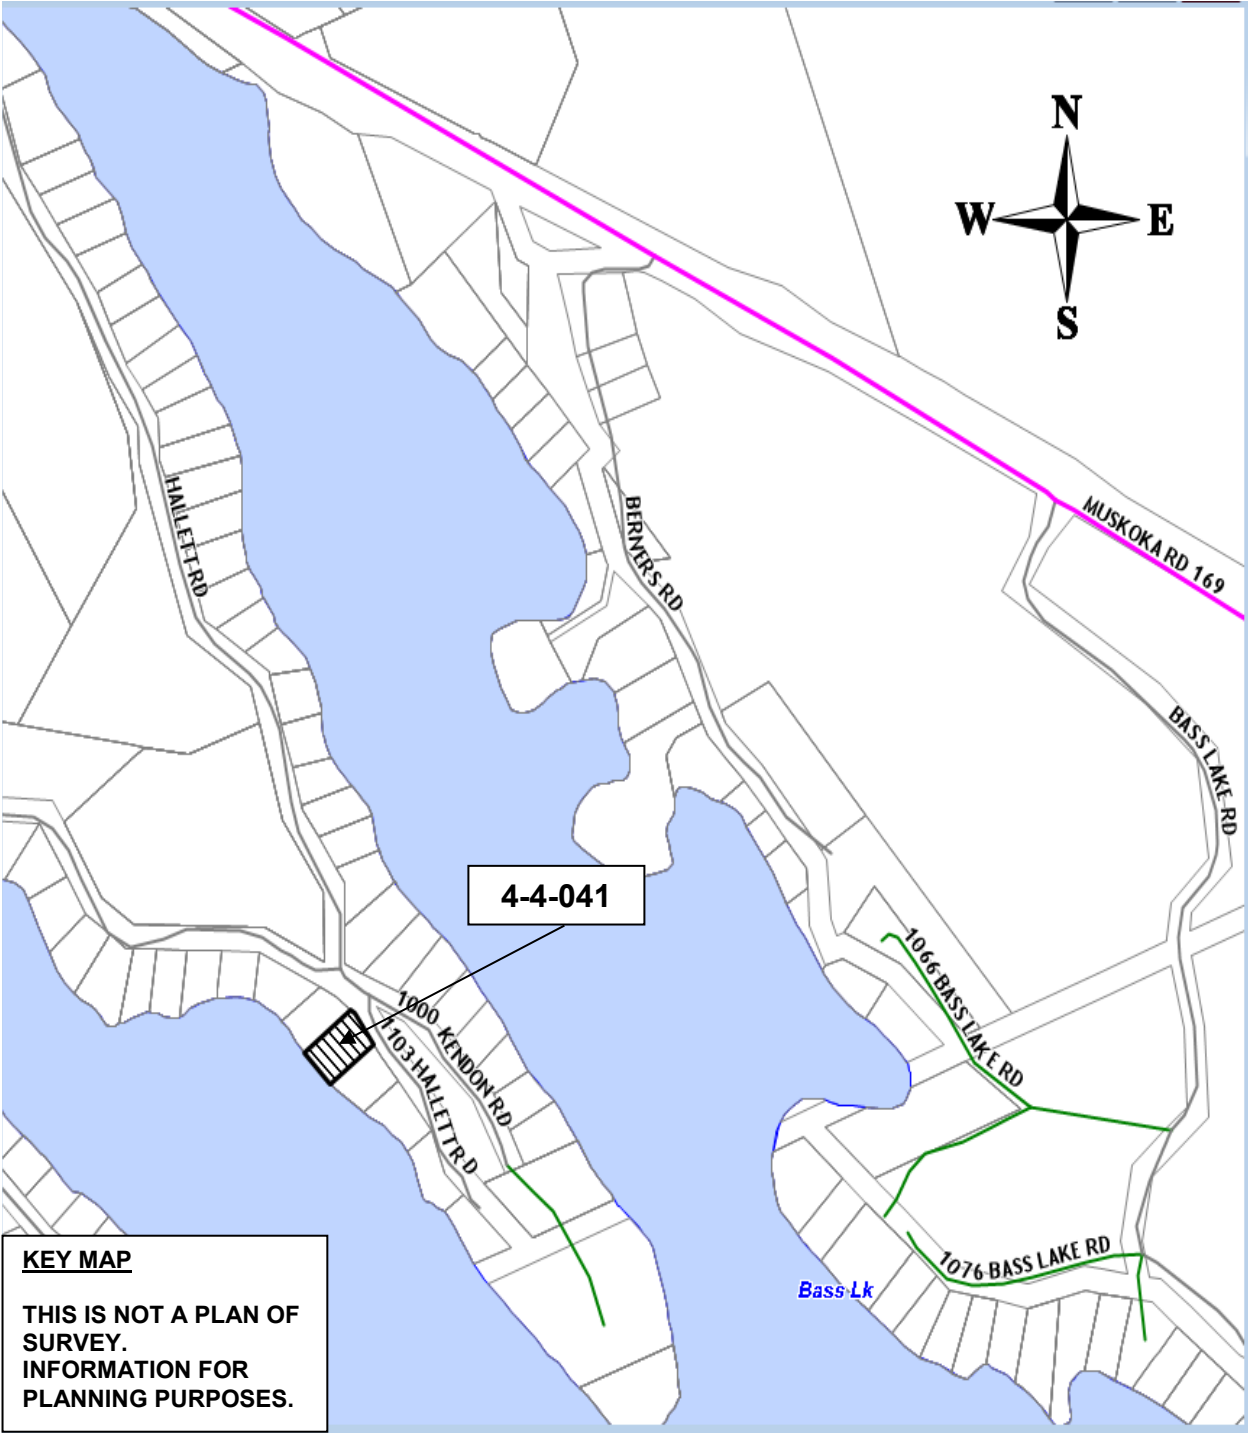 N
W E
S
MUSKOKA RD 169
HALLETT RD
BERNERS RD
BASS LAKE RD
4-4-041
1066 BASS LAKE RD
1000 KENDON RD
1103 HALLETT RD
1076 BASS LAKE RD
Bass Lk
KEY MAP
THIS IS NOT A PLAN OF
SURVEY.
INFORMATION FOR
PLANNING PURPOSES.